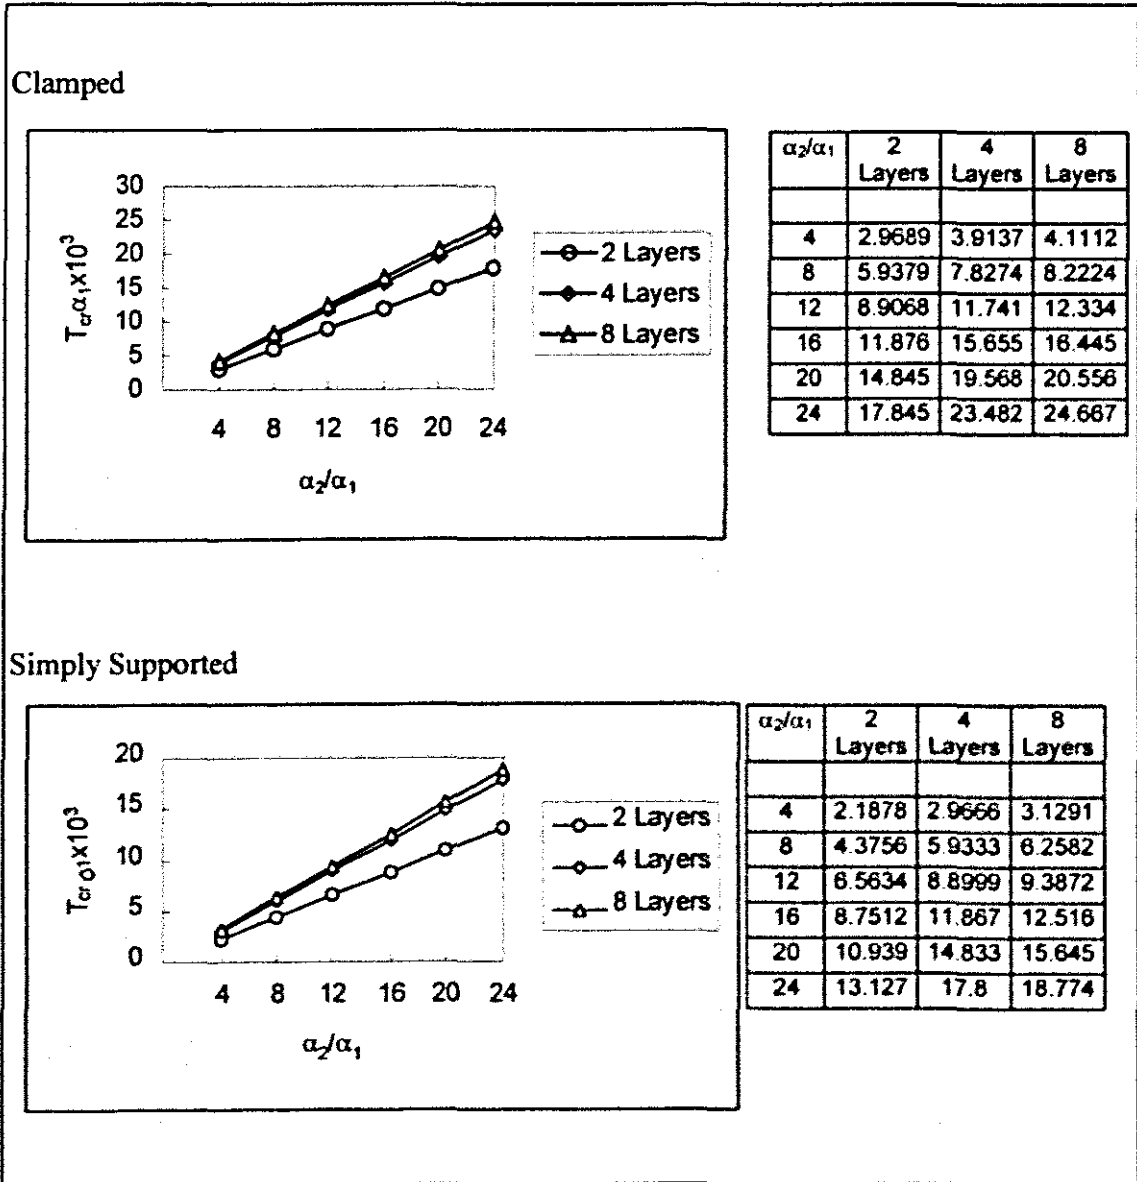 Clamped
30
25
20
15
10
5
0
T_cr α_1 x10³
4 8 12 16 20 24
α₂/α₁
2 Layers
4 Layers
8 Layers
α₂/α₁ 2 Layers 4 Layers 8 Layers
4 2.9689 3.9137 4.1112
8 5.9379 7.8274 8.2224
12 8.9068 11.741 12.334
16 11.876 15.655 16.445
20 14.845 19.568 20.556
24 17.845 23.482 24.667
Simply Supported
20
15
10
5
0
T_cr α1 x10³
4 8 12 16 20 24
α₂/α₁
2 Layers
4 Layers
8 Layers
α₂/α₁ 2 Layers 4 Layers 8 Layers
4 2.1878 2.9666 3.1291
8 4.3756 5.9333 6.2582
12 6.5634 8.8999 9.3872
16 8.7512 11.867 12.516
20 10.939 14.833 15.645
24 13.127 17.8 18.774